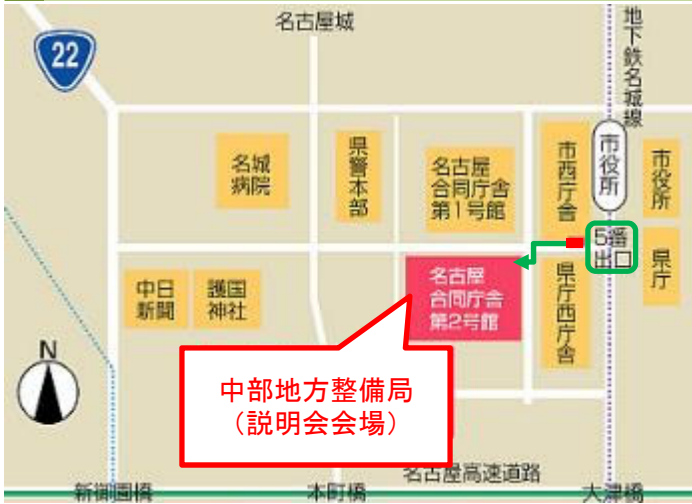 名古屋城
22
地下鉄名城線
市役所
名城
病院
県警本部
名古屋
合同庁舎
第1号館
市西庁舎
市役所
5番
出口
県庁
中日
新聞
護国
神社
名古屋
合同庁舎
第2号館
県庁西庁舎
N
中部地方整備局
（説明会会場）
名古屋高速道路
新御園橋
本町橋
大津橋